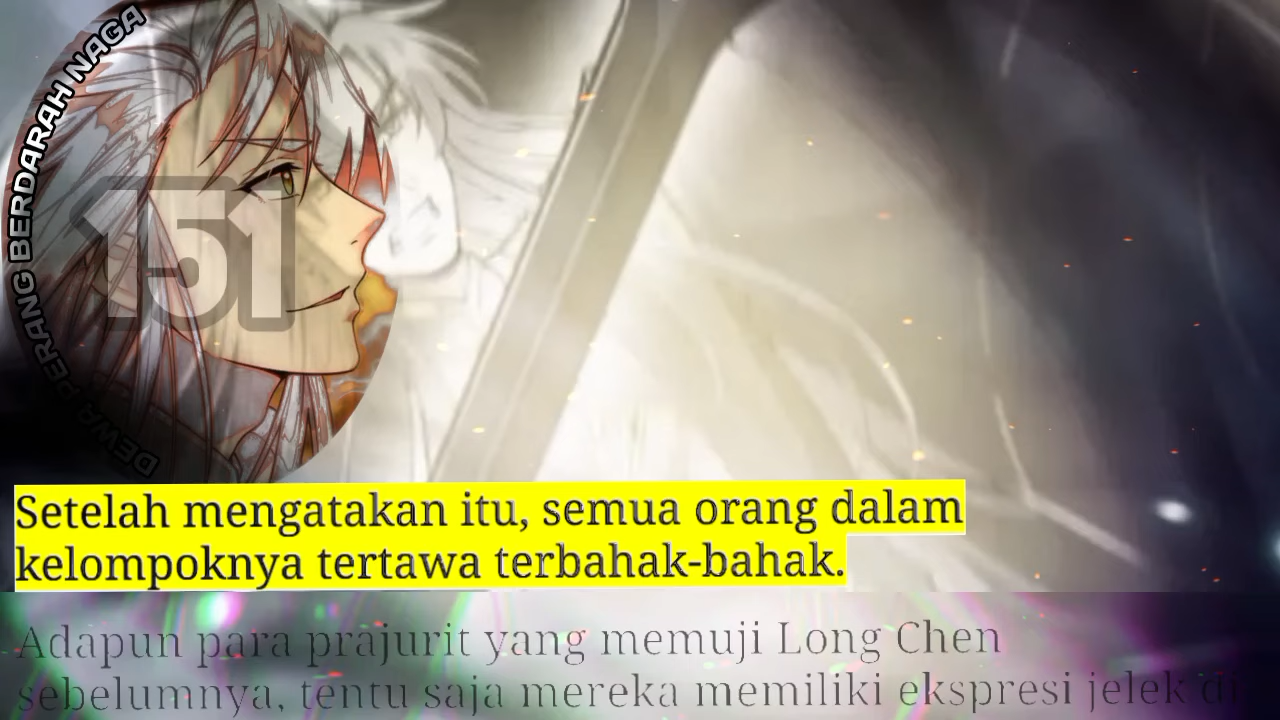 DEWA PERANG BERDARAH NAGA
151
Setelah mengatakan itu, semua orang dalam
kelompoknya tertawa terbahak-bahak.
Adapun para prajurit yang memuji Long Chen
sebelumnya, tentu saja mereka memiliki ekspresi jelek di